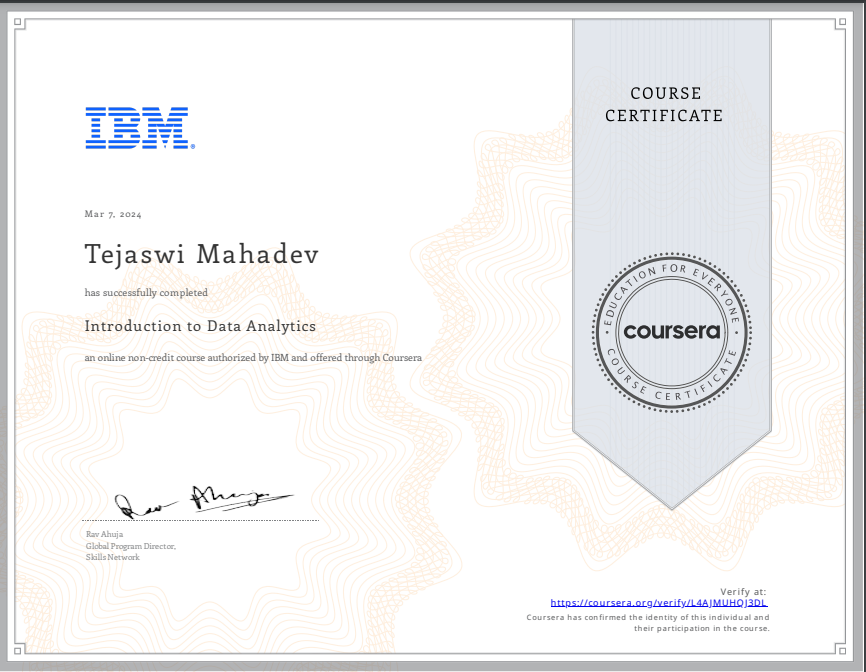 COURSE
CERTIFICATE
IBM®
Mar 7, 2024
Tejaswi Mahadev
has successfully completed
Introduction to Data Analytics
an online non-credit course authorized by IBM and offered through Coursera
EDUCATION FOR EVERYONE
coursera
COURSE CERTIFICATE
Rav Ahuja
Global Program Director,
Skills Network
Verify at:
https://coursera.org/verify/L4AJMUHQJ3DL
Coursera has confirmed the identity of this individual and
their participation in the course.